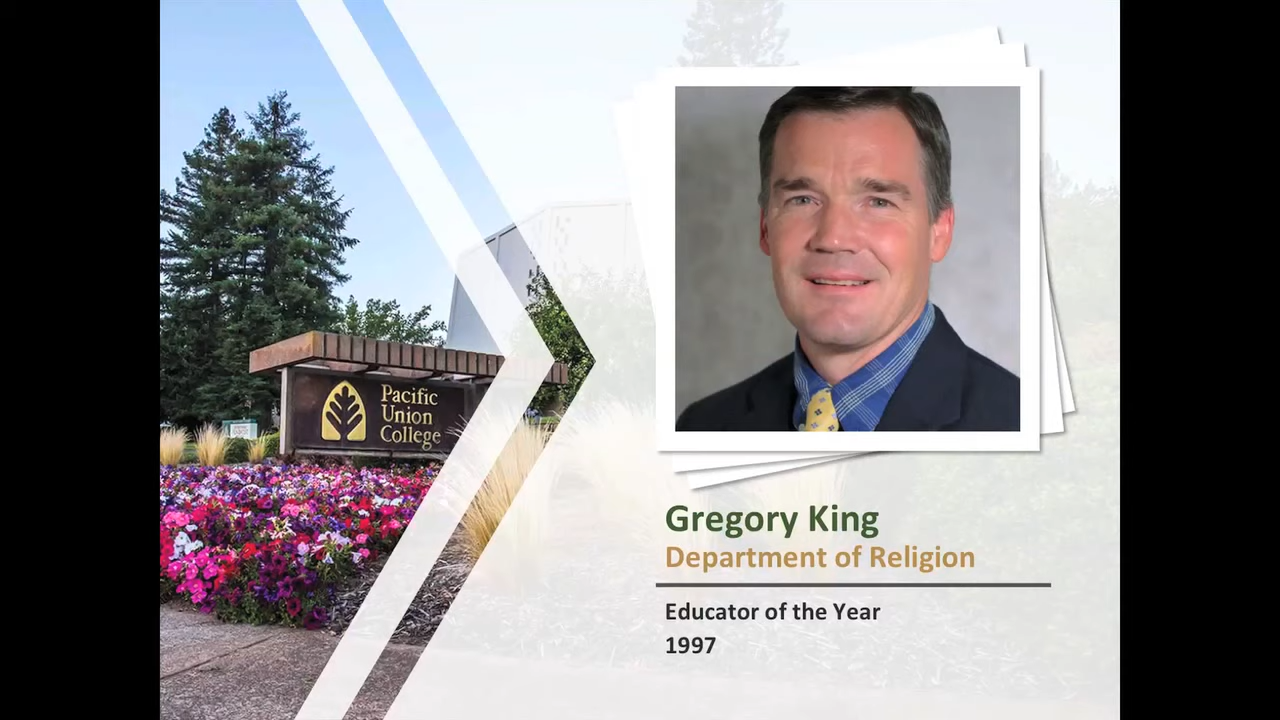 Pacific
Union
College
Gregory King
Department of Religion
Educator of the Year
1997